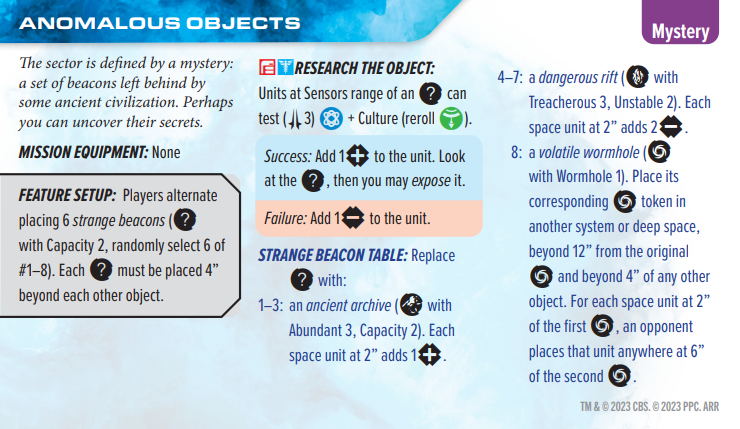 ANOMALOUS OBJECTS
Mystery
The sector is defined by a mystery:
a set of beacons left behind by
some ancient civilization. Perhaps
you can uncover their secrets.
MISSION EQUIPMENT: None
FEATURE SETUP: Players alternate
placing 6 strange beacons (?
with Capacity 2, randomly select 6 of
#1–8). Each ? must be placed 4”
beyond each other object.
RESEARCH THE OBJECT:
Units at Sensors range of an ? can
test ( 3) + Culture (reroll ).
Success: Add 1+ to the unit. Look
at the ?, then you may expose it.
Failure: Add 1– to the unit.
STRANGE BEACON TABLE: Replace
? with:
1–3: an ancient archive ( with
Abundant 3, Capacity 2). Each
space unit at 2” adds 1+.
4–7: a dangerous rift ( with
Treacherous 3, Unstable 2). Each
space unit at 2” adds 2–.
8: a volatile wormhole (
with Wormhole 1). Place its
corresponding token in
another system or deep space,
beyond 12” from the original
and beyond 4” of any other
object. For each space unit at 2”
of the first , an opponent
places that unit anywhere at 6”
of the second .
TM & © 2023 CBS. © 2023 PPC. ARR